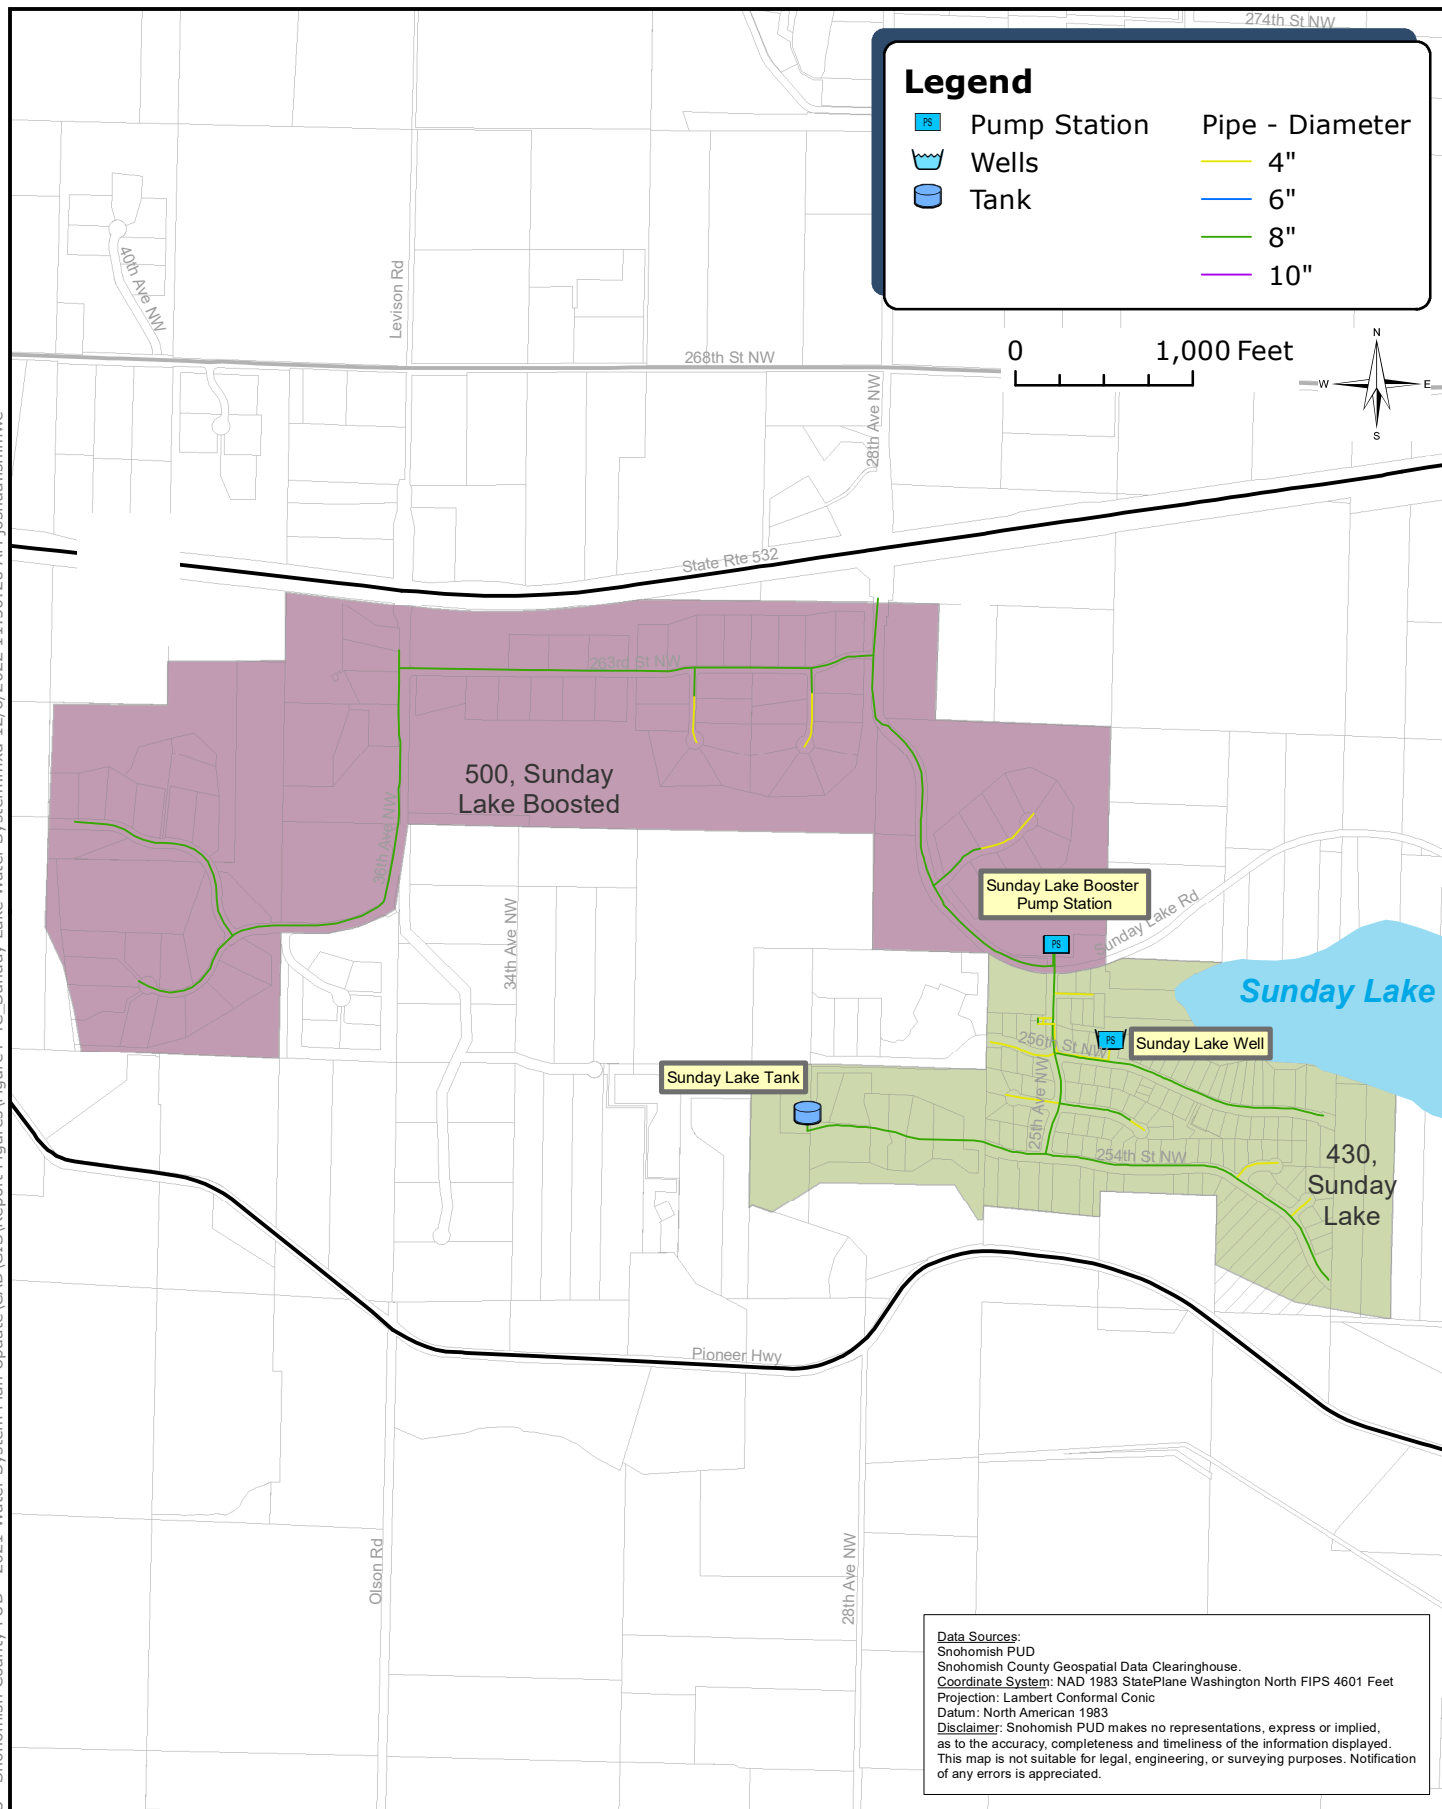 274th St NW
Legend
PS
Pump Station
Wells
Tank
Pipe - Diameter
4"
6"
8"
10"
0
1,000 Feet
N
W
E
S
40th Ave NW
Levison Rd
268th St NW
28th Ave NW
State Rte 532
263rd St NW
500, Sunday
Lake Boosted
36th Ave NW
34th Ave NW
Sunday Lake Booster
Pump Station
PS
Sunday Lake Rd
Sunday Lake
256th St NW
PS
Sunday Lake Well
Sunday Lake Tank
25th Ave NW
254th St NW
430,
Sunday
Lake
Pioneer Hwy
Olson Rd
28th Ave NW
Data Sources:
Snohomish PUD
Snohomish County Geospatial Data Clearinghouse.
Coordinate System: NAD 1983 StatePlane Washington North FIPS 4601 Feet
Projection: Lambert Conformal Conic
Datum: North American 1983
Disclaimer: Snohomish PUD makes no representations, express or implied,
as to the accuracy, completeness and timeliness of the information displayed.
This map is not suitable for legal, engineering, or surveying purposes. Notification
of any errors is appreciated.